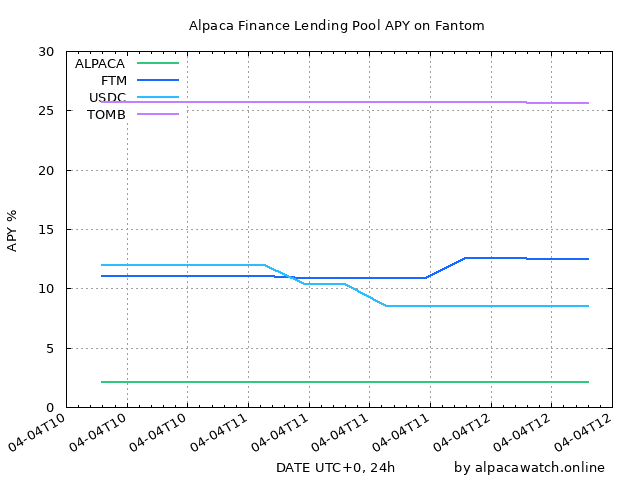 Alpaca Finance Lending Pool APY on Fantom
30
25
20
15
10
5
0
APY %
ALPACA
FTM
USDC
TOMB
04-04T10
04-04T10
04-04T10
04-04T11
04-04T11
04-04T11
04-04T11
04-04T12
04-04T12
04-04T12
DATE UTC+0, 24h
by alpacawatch.online